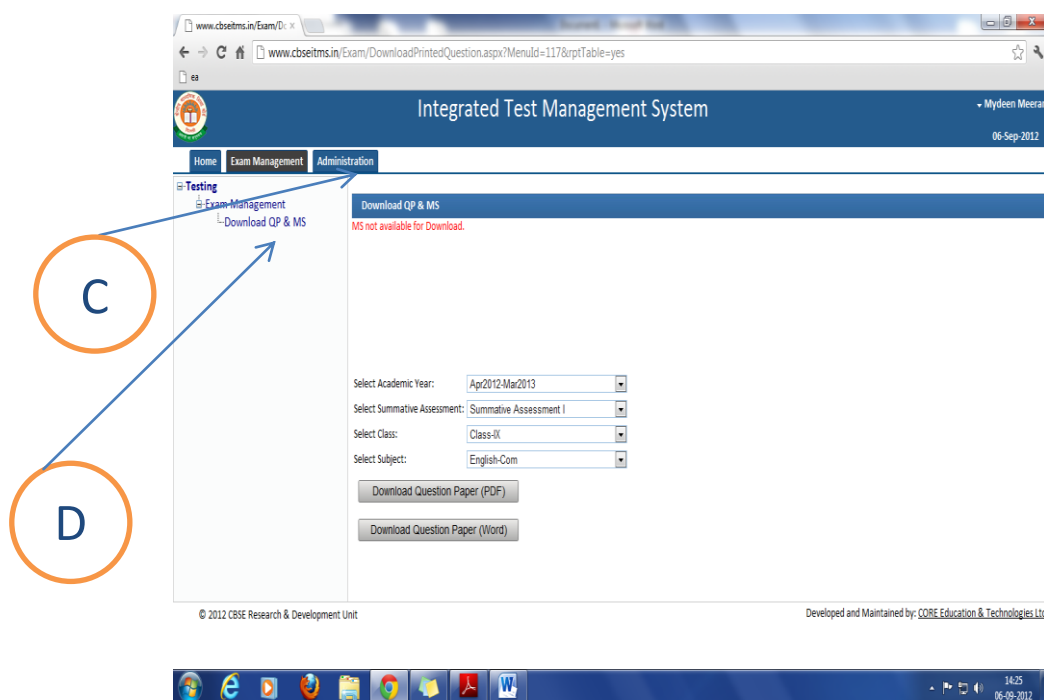 www.cbseitms.in/Exam/Dc ×
www.cbseitms.in/Exam/DownloadPrintedQuestion.aspx?MenuId=117&rptTable=yes
ea
Integrated Test Management System
Mydeen Meeran
06-Sep-2012
Home Exam Management Administration
Testing
Exam Management
Download QP & MS
Download QP & MS
MS not available for Download.
C
Select Academic Year: Apr2012-Mar2013
Select Summative Assessment: Summative Assessment I
Select Class: Class-IX
Select Subject: English-Com
Download Question Paper (PDF)
D
Download Question Paper (Word)
© 2012 CBSE Research & Development Unit
Developed and Maintained by: CORE Education & Technologies Ltd
14:25
06-09-2012